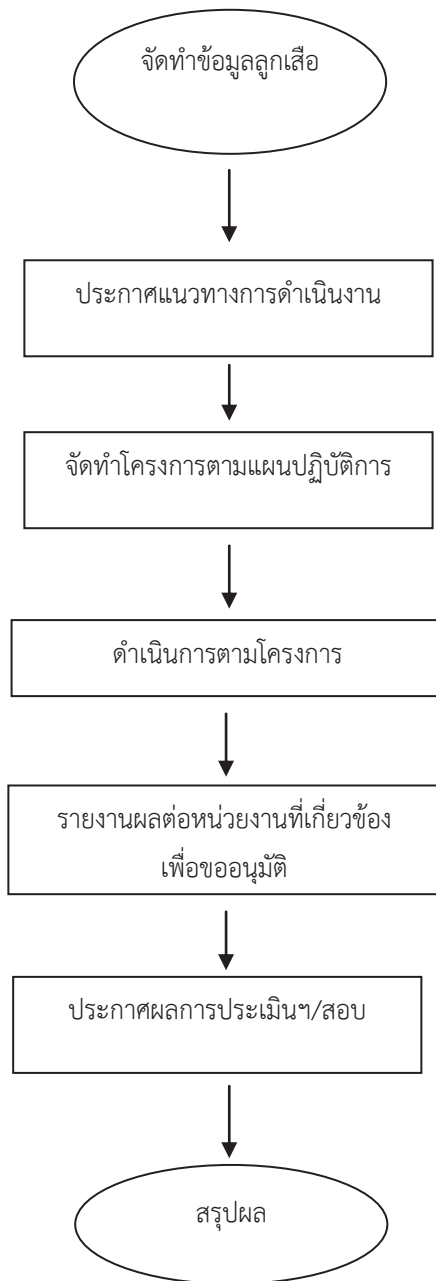 จัดทำข้อมูลลูกเสือ
ประกาศแนวทางการดำเนินงาน
จัดทำโครงการตามแผนปฏิบัติการ
ดำเนินการตามโครงการ
รายงานผลต่อหน่วยงานที่เกี่ยวข้อง
เพื่อขออนุมัติ
ประกาศผลการประเมินฯ/สอบ
สรุปผล